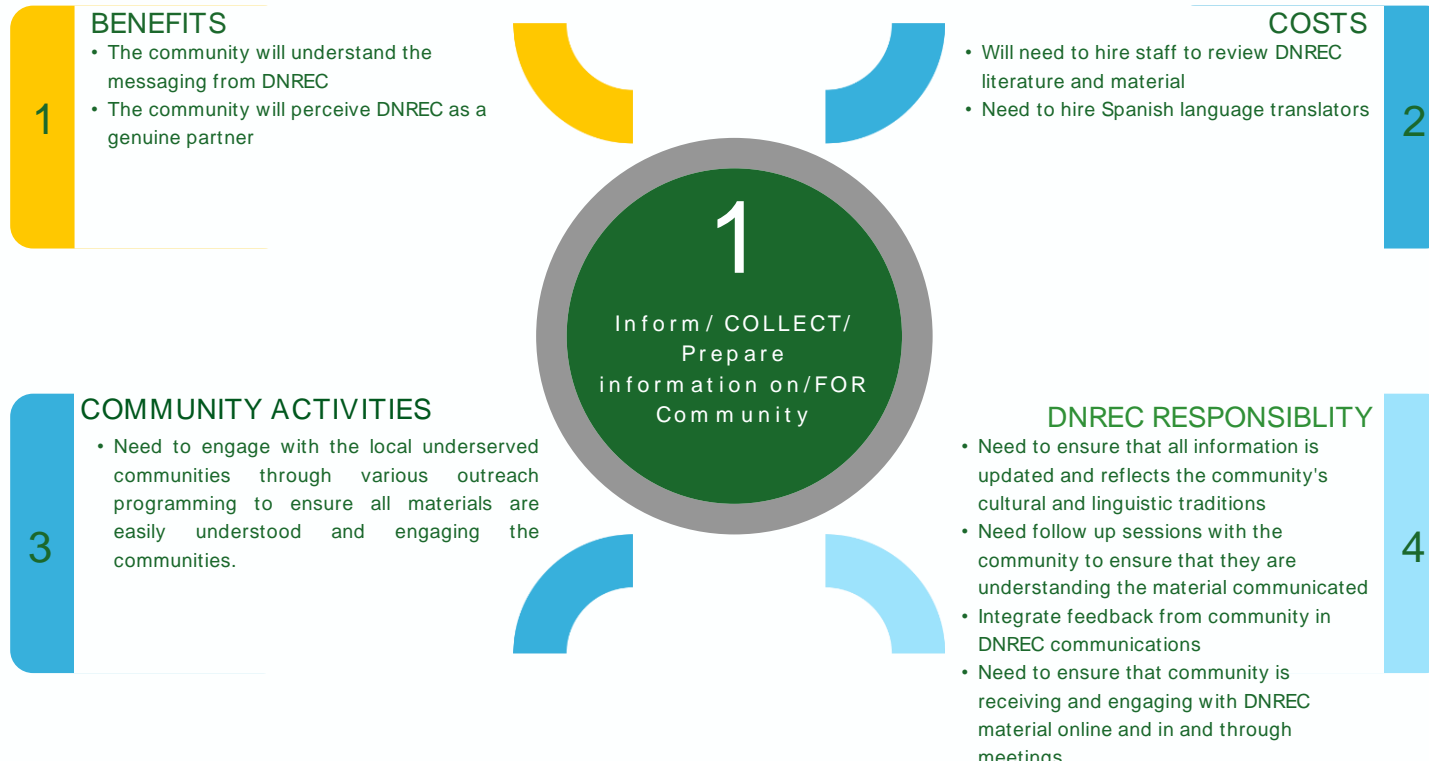 BENEFITS
• The community will understand the
messaging from DNREC
• The community will perceive DNREC as a
genuine partner
1
COSTS
• Will need to hire staff to review DNREC
literature and material
• Need to hire Spanish language translators
2
1
Inform/ COLLECT/
Prepare
information on/FOR
Community
COMMUNITY ACTIVITIES
• Need to engage with the local underserved
communities through various outreach
programming to ensure all materials are
easily understood and engaging the
communities.
3
DNREC RESPONSIBLITY
• Need to ensure that all information is
updated and reflects the community's
cultural and linguistic traditions
• Need follow up sessions with the
community to ensure that they are
understanding the material communicated
• Integrate feedback from community in
DNREC communications
• Need to ensure that community is
receiving and engaging with DNREC
material online and in and through
meetings
4